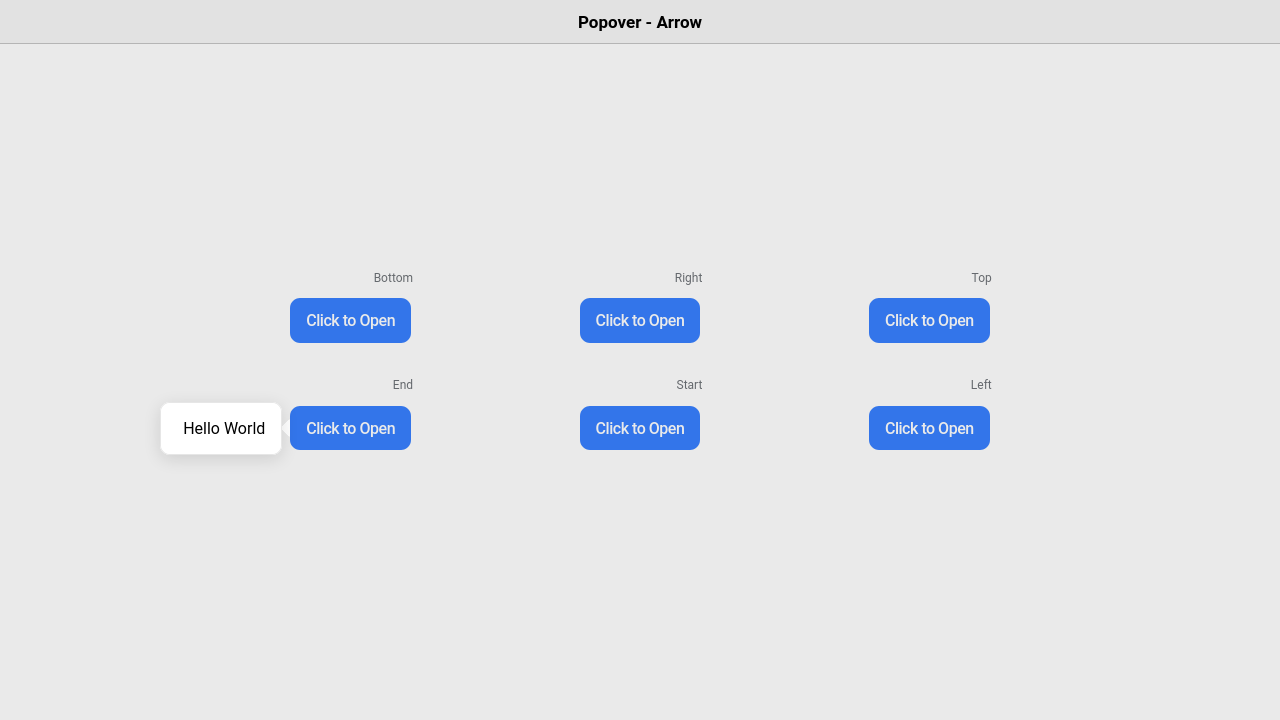 Popover - Arrow
Bottom
Right
Top
Click to Open
Click to Open
Click to Open
End
Start
Left
Hello World
Click to Open
Click to Open
Click to Open